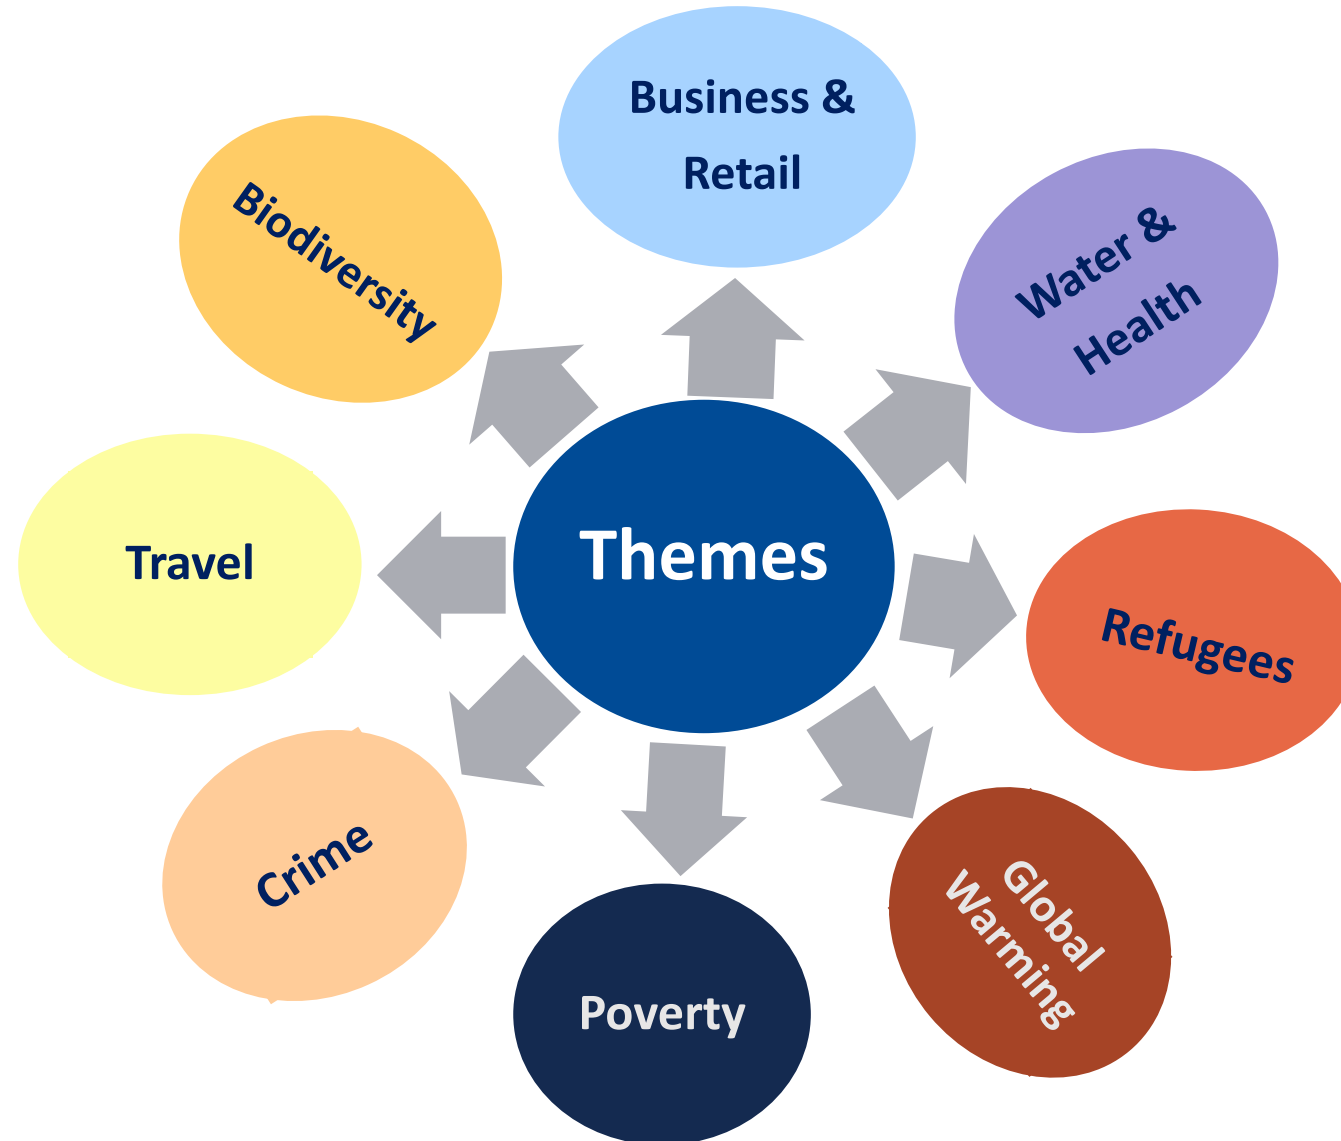 Business &
Retail
Biodiversity
Water &
Health
Themes
Travel
Refugees
Crime
Global
Warming
Poverty